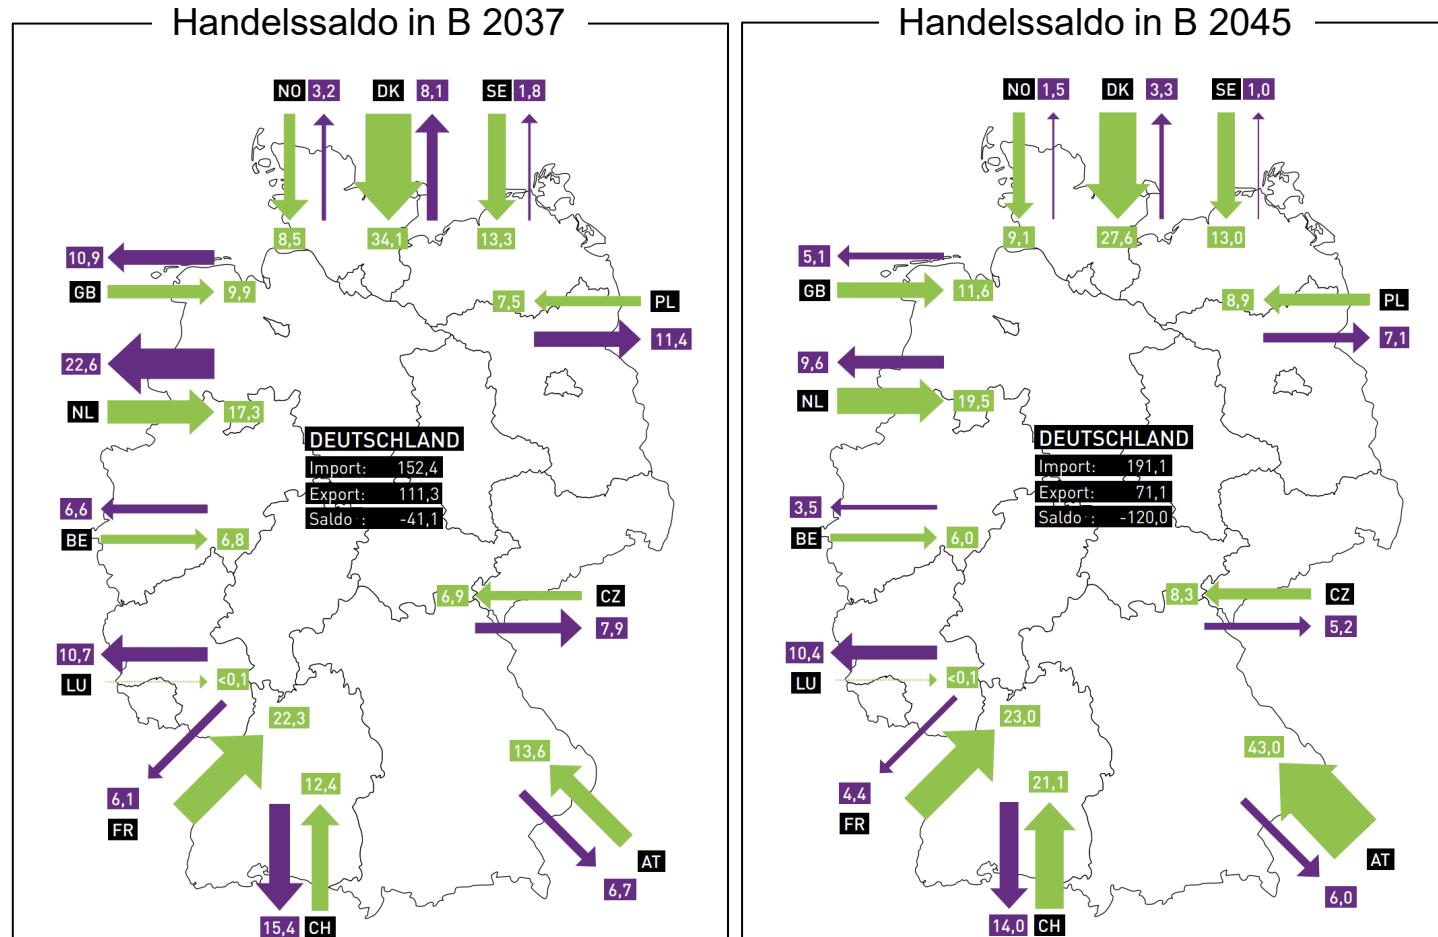 Handelssaldo in B 2037
NO 3,2 DK 8,1 SE 1,8
8,5 34,1 13,3
10,9
GB 9,9
7,5 PL
11,4
22,6
NL 17,3
DEUTSCHLAND
Import: 152,4
Export: 111,3
Saldo : -41,1
6,6
BE 6,8
6,9 CZ
7,9
10,7
LU <0,1
22,3
13,6
12,4
6,1
FR
AT
6,7
15,4 CH
Handelssaldo in B 2045
NO 1,5 DK 3,3 SE 1,0
9,1 27,6 13,0
5,1
GB 11,6
8,9 PL
7,1
9,6
NL 19,5
DEUTSCHLAND
Import: 191,1
Export: 71,1
Saldo : -120,0
3,5
BE 6,0
8,3 CZ
5,2
10,4
LU <0,1
23,0
43,0
21,1
4,4
FR
AT
6,0
14,0 CH